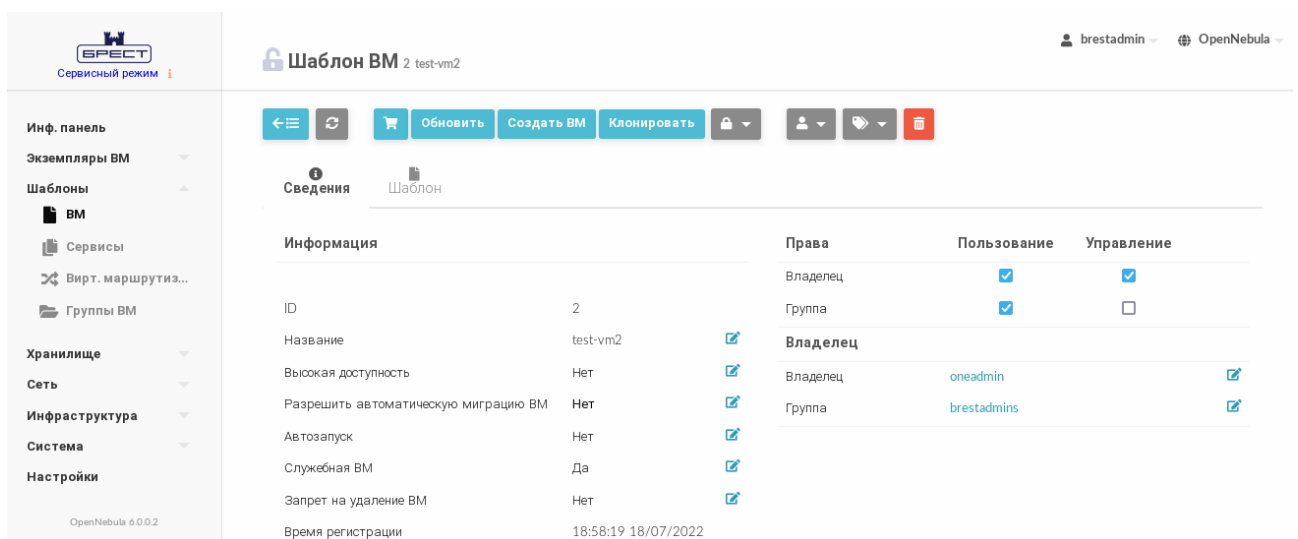 БРЕСТ
Сервисный режим
Шаблон ВМ 2 test-vm2
brestadmin
OpenNebula
Инф. панель
Экземпляры ВМ
Шаблоны
ВМ
Сервисы
Вирт. маршрутиз...
Группы ВМ
Хранилище
Сеть
Инфраструктура
Система
Настройки
OpenNebula 6.0.0.2
Обновить
Создать ВМ
Клонировать
Сведения
Шаблон
Информация
ID 2
Название test-vm2
Высокая доступность Нет
Разрешить автоматическую миграцию ВМ Нет
Автозапуск Нет
Служебная ВМ Да
Запрет на удаление ВМ Нет
Время регистрации 18:58:19 18/07/2022
Права Пользование Управление
Владелец
Группа
Владелец
Владелец oneadmin
Группа brestadmins